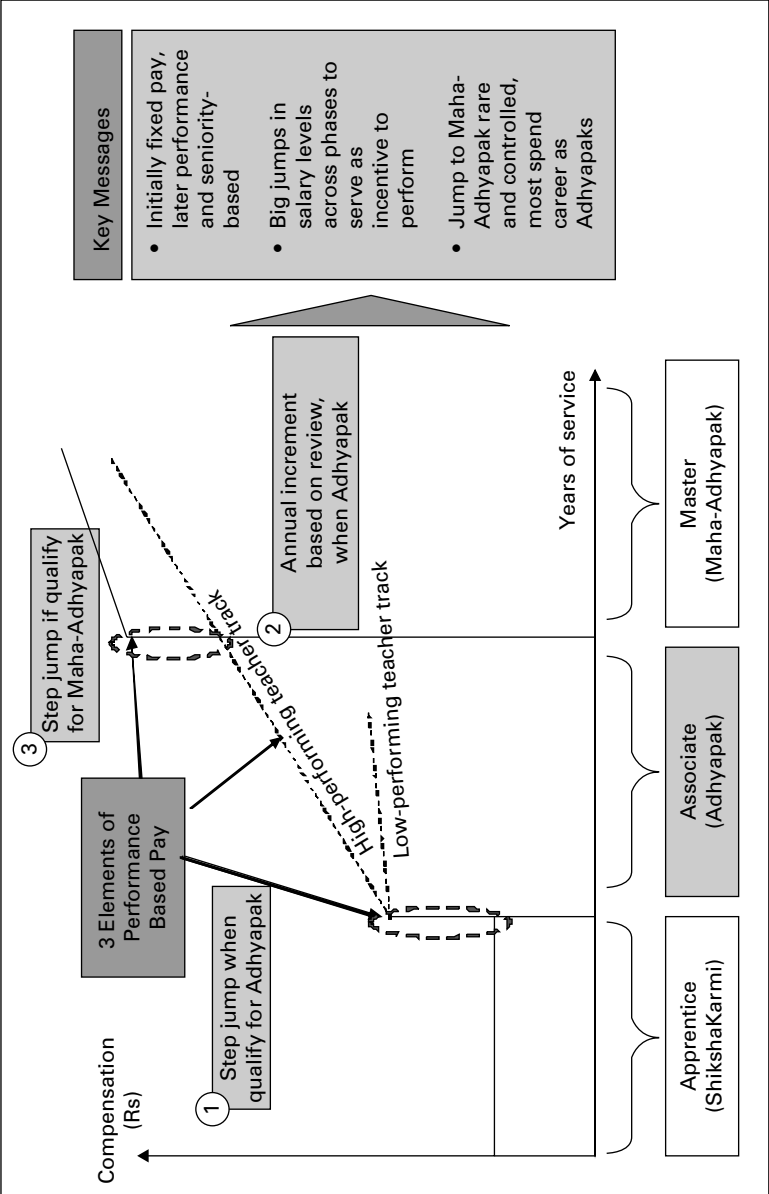 Compensation
(Rs)
1
Step jump when
qualify for Adhyapak
3 Elements of
Performance
Based Pay
3
Step jump if qualify
for Maha-Adhyapak
High-performing teacher track
Low-performing teacher track
2
Annual increment
based on review,
when Adhyapak
Years of service
Apprentice
(ShikshaKarmi)
Associate
(Adhyapak)
Master
(Maha-Adhyapak)
Key Messages
• Initially fixed pay,
later performance
and seniority-
based
• Big jumps in
salary levels
across phases to
serve as
incentive to
perform
• Jump to Maha-
Adhyapak rare
and controlled,
most spend
career as
Adhyapaks